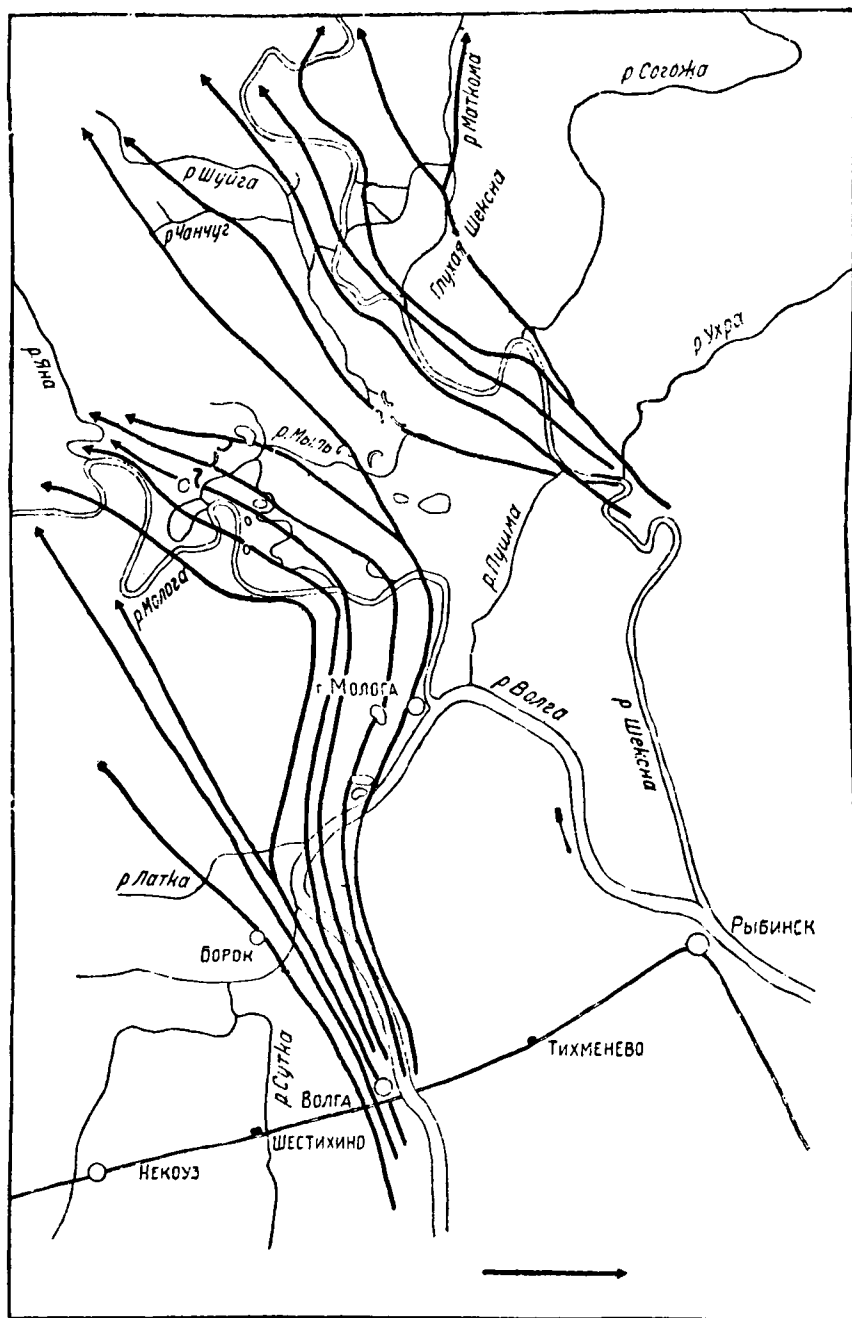 р Согожа
р Маткома
р Шуйга
р Чанчуг
Глухая Шексна
р Ухра
р. Яна
р. Мыль
р. Пушма
р Молога
г. Молога
р Волга
р Шексна
р Латка
Рыбинск
Борок
Тихменево
р Сутка
Волга
Шестихино
Некоуз